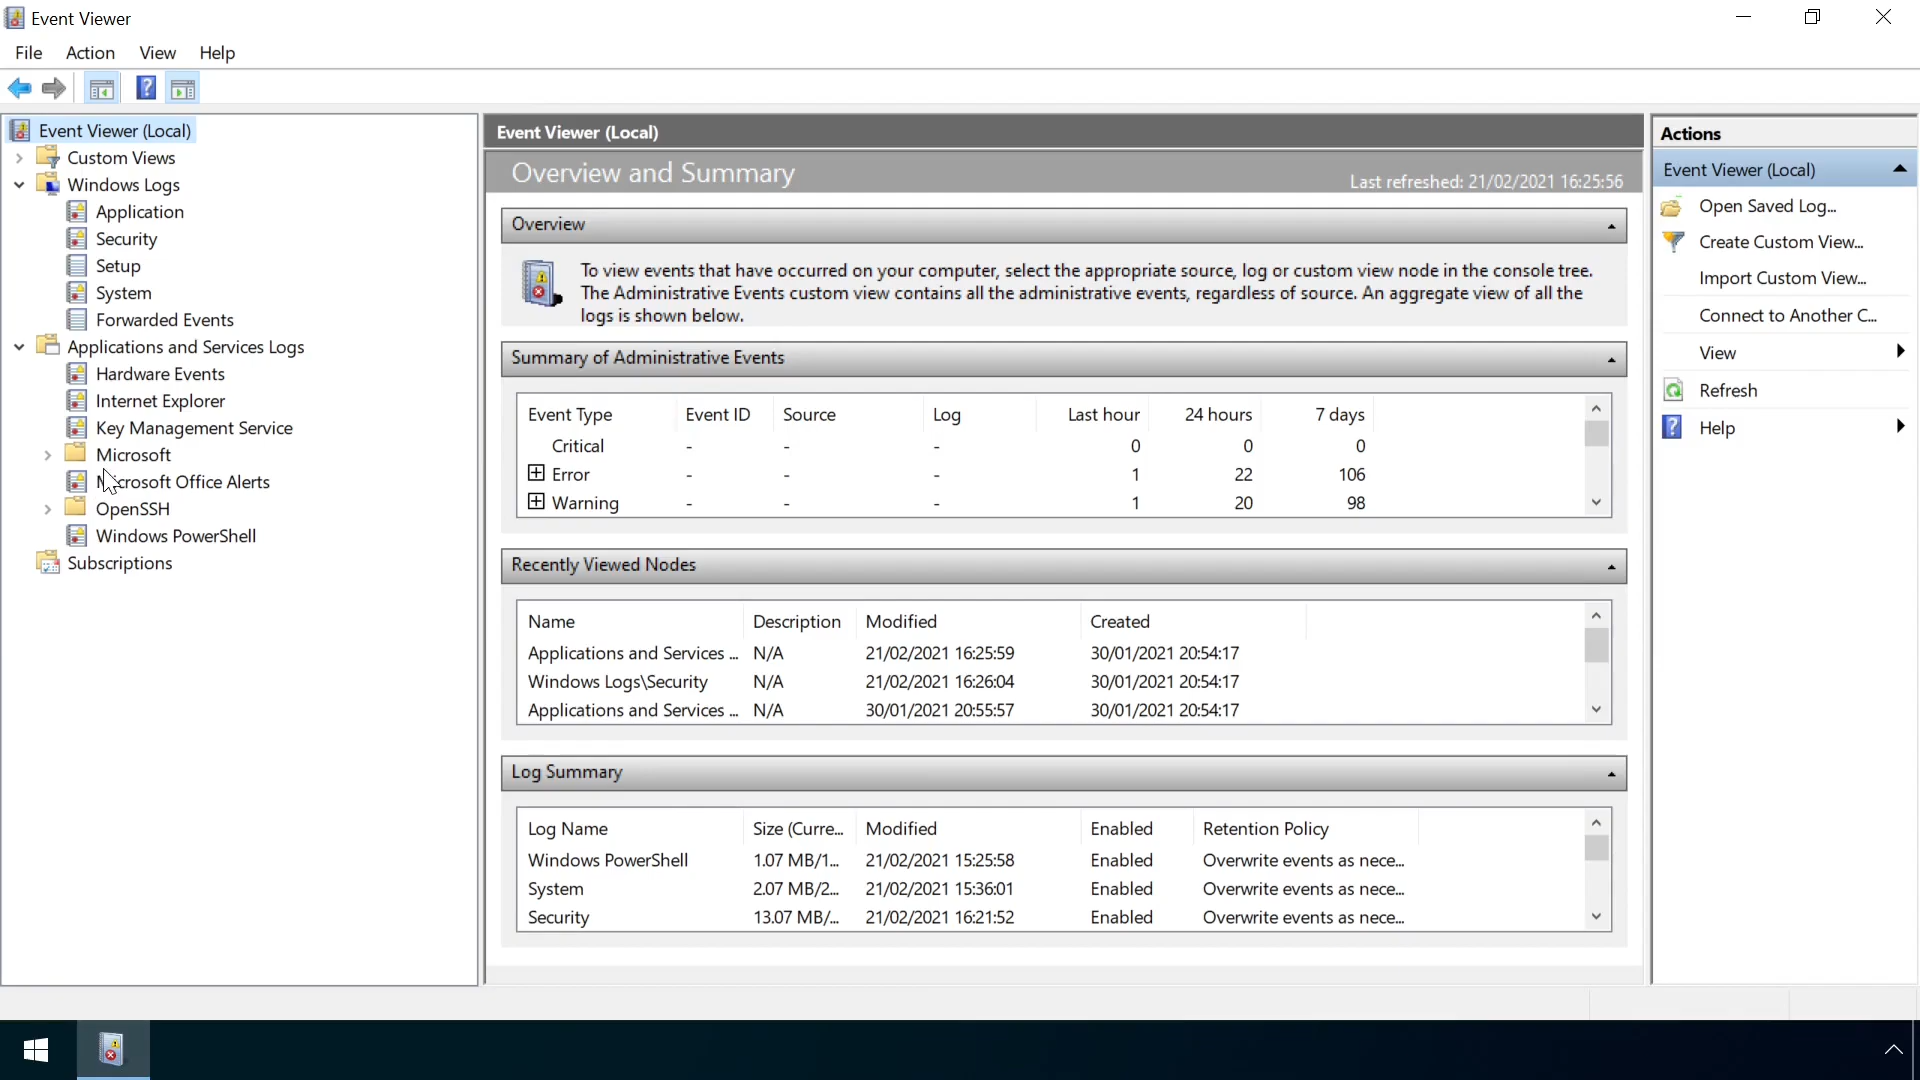 Event Viewer
File Action View Help
Event Viewer (Local)
Custom Views
Windows Logs
Application
Security
Setup
System
Forwarded Events
Applications and Services Logs
Hardware Events
Internet Explorer
Key Management Service
Microsoft
Microsoft Office Alerts
OpenSSH
Windows PowerShell
Subscriptions
Event Viewer (Local)
Overview and Summary
Last refreshed: 21/02/2021 16:25:56
Overview
To view events that have occurred on your computer, select the appropriate source, log or custom view node in the console tree.
The Administrative Events custom view contains all the administrative events, regardless of source. An aggregate view of all the
logs is shown below.
Summary of Administrative Events
Event Type Event ID Source Log Last hour 24 hours 7 days
Critical - - - 0 0 0
Error - - - 1 22 106
Warning - - - 1 20 98
Recently Viewed Nodes
Name Description Modified Created
Applications and Services ... N/A 21/02/2021 16:25:59 30/01/2021 20:54:17
Windows Logs\Security N/A 21/02/2021 16:26:04 30/01/2021 20:54:17
Applications and Services ... N/A 30/01/2021 20:55:57 30/01/2021 20:54:17
Log Summary
Log Name Size (Curre... Modified Enabled Retention Policy
Windows PowerShell 1.07 MB/1... 21/02/2021 15:25:58 Enabled Overwrite events as nece...
System 2.07 MB/2... 21/02/2021 15:36:01 Enabled Overwrite events as nece...
Security 13.07 MB/... 21/02/2021 16:21:52 Enabled Overwrite events as nece...
Actions
Event Viewer (Local)
Open Saved Log...
Create Custom View...
Import Custom View...
Connect to Another C...
View
Refresh
Help